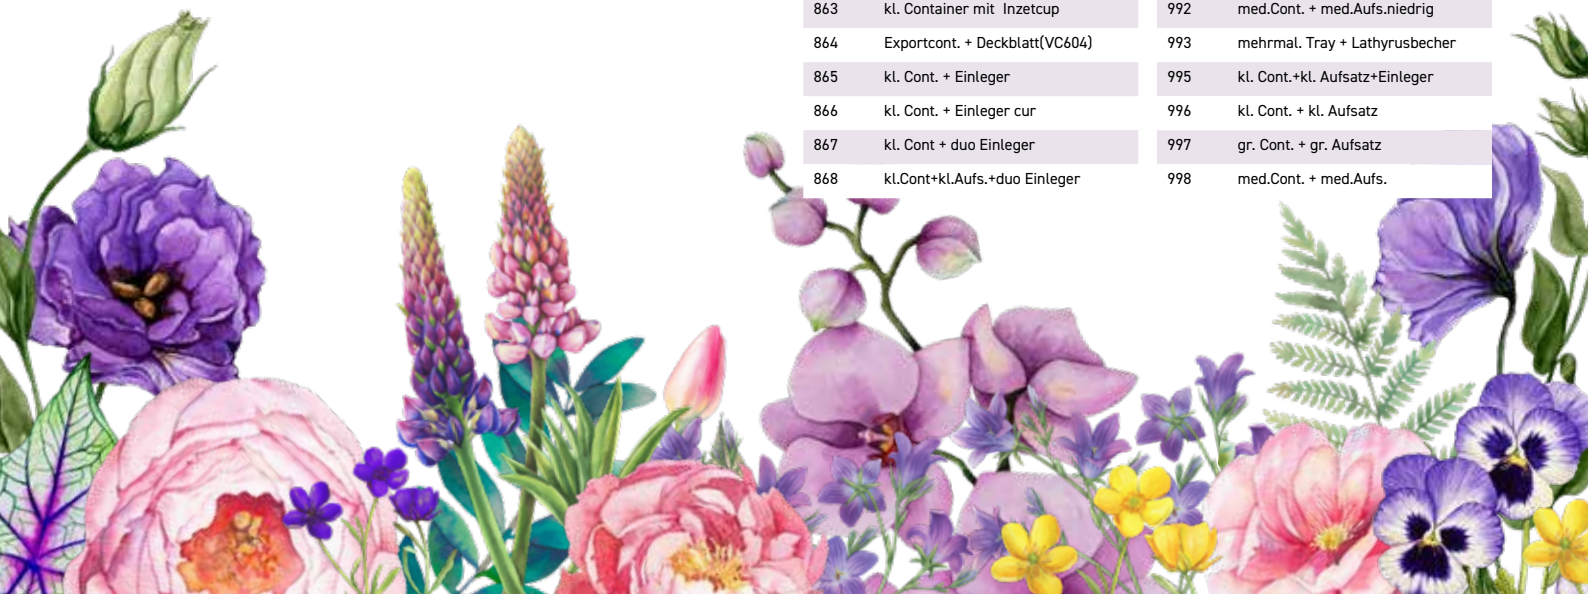 863 kl. Container mit  Inzetcup
864 Exportcont. + Deckblatt(VC604)
865 kl. Cont. + Einleger
866 kl. Cont. + Einleger cur
867 kl. Cont + duo Einleger
868 kl.Cont+kl.Aufs.+duo Einleger
992 med.Cont. + med.Aufs.niedrig
993 mehrmal. Tray + Lathyrusbecher
995 kl. Cont.+kl. Aufsatz+Einleger
996 kl. Cont. + kl. Aufsatz
997 gr. Cont. + gr. Aufsatz
998 med.Cont. + med.Aufs.